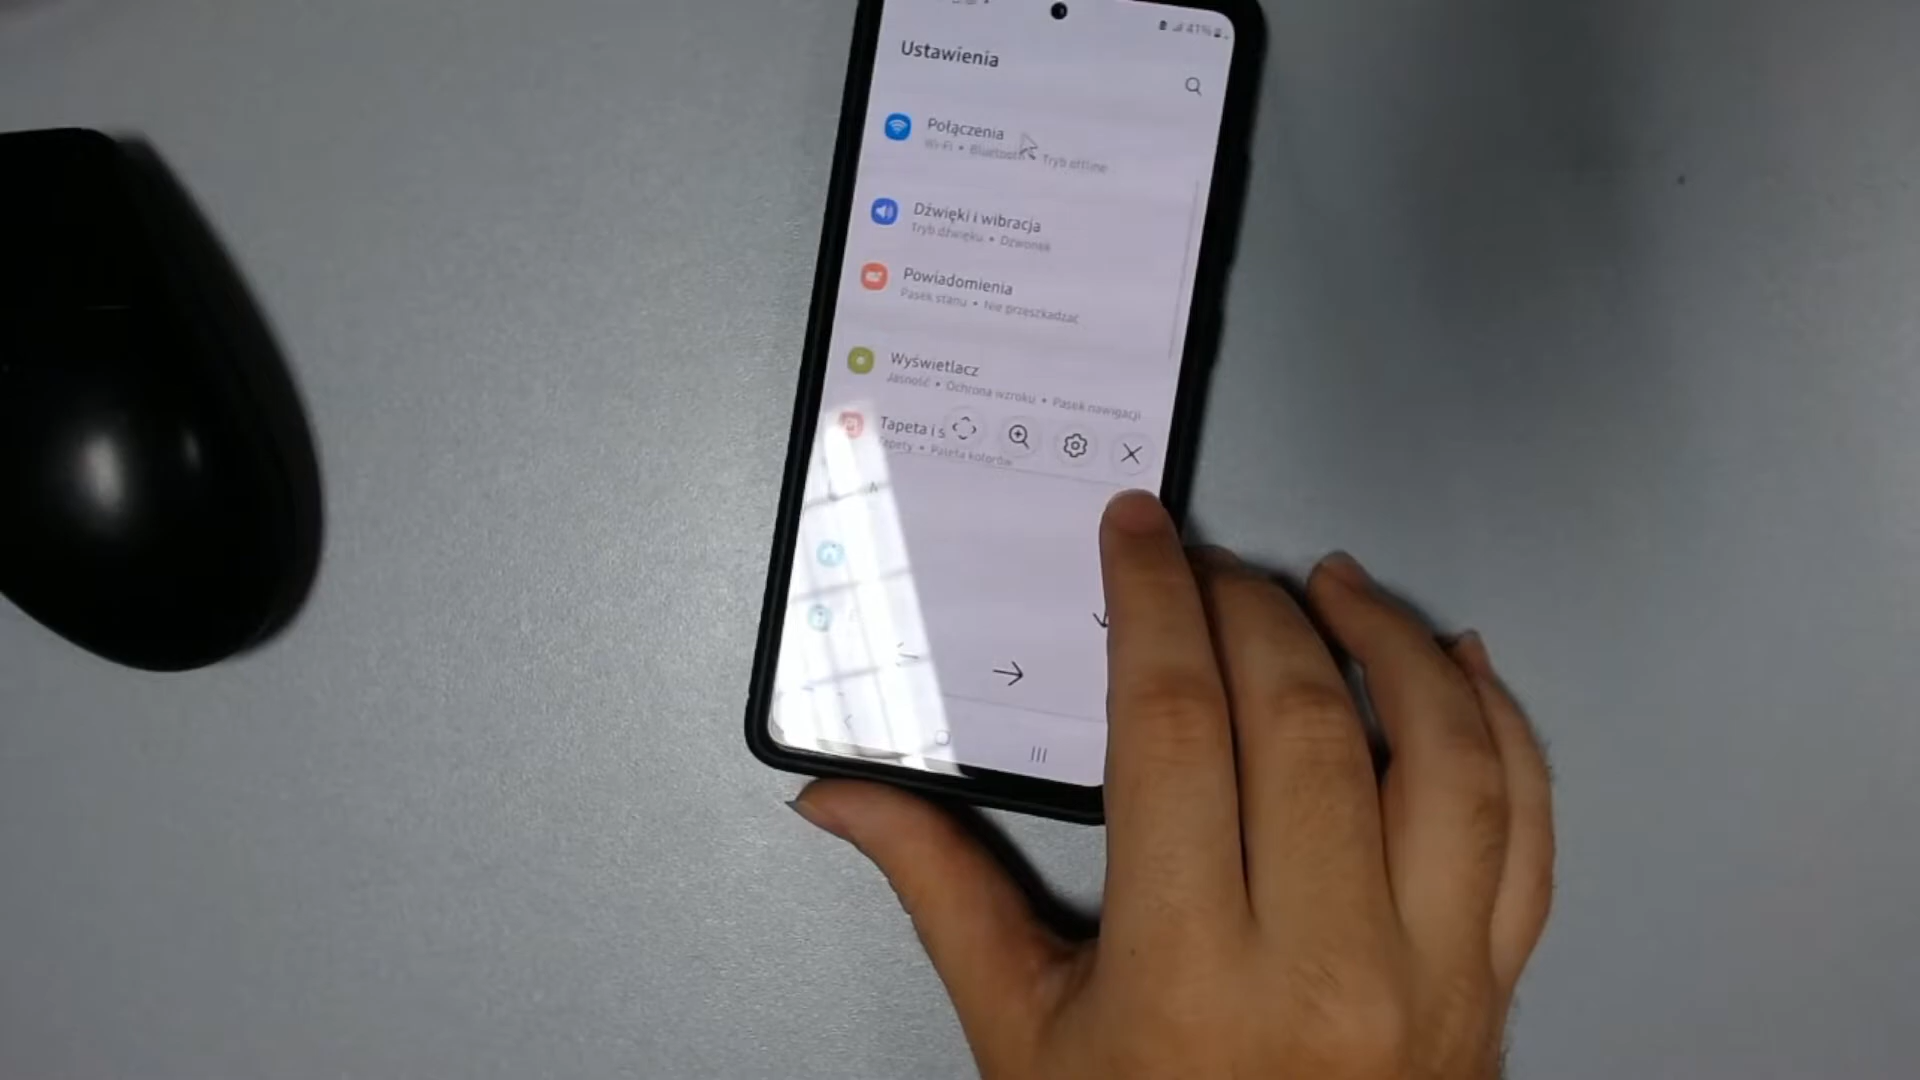 41%
Ustawienia
Połączenia
Wi-Fi • Bluetooth • Tryb offline
Dźwięki i wibracja
Tryb dźwięku • Dzwonek
Powiadomienia
Pasek stanu • Nie przeszkadzać
Wyświetlacz
Jasność • Ochrona wzroku • Pasek nawigacji
Tapeta i s
Tapety • Paleta kolorów